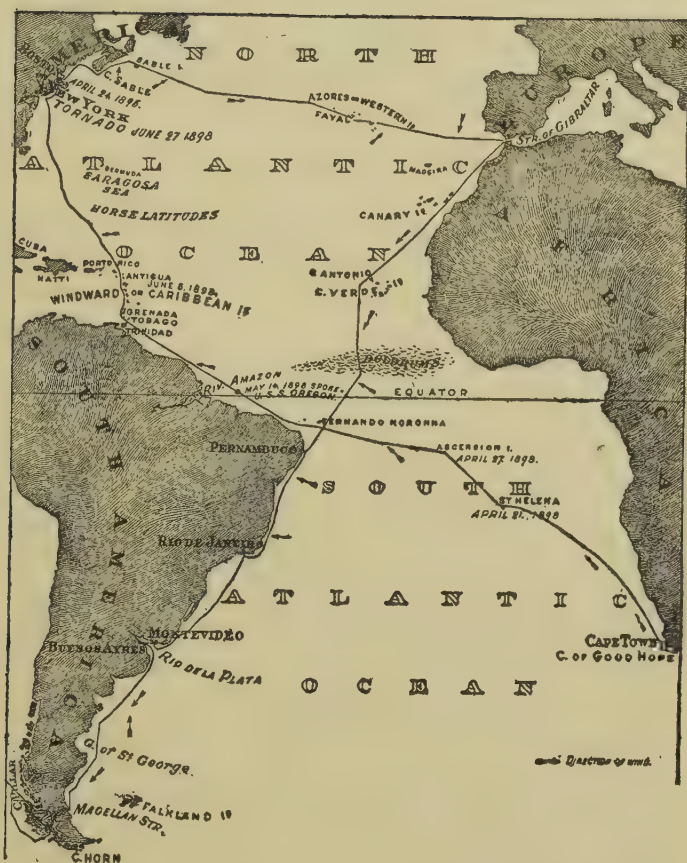 NORTH
AMERICA
EUROPE
BOSTON
SABLE I.
C. SABLE
APRIL 24, 1895.
NEW YORK
TORNADO JUNE 27 1898
AZORES OR WESTERN Is
FAYAL
STR. OF GIBRALTAR
ATLANTIC
BERMUDA
SARAGOSA
SEA
MADEIRA
HORSE LATITUDES
CANARY Is
OCEAN
AFRICA
CUBA
HAITI
PORTO RICO
S. ANTONIO
C. VERDE Is
ANTIGUA
JUNE 5, 1898.
WINDWARD OR CARIBBEAN Is
GRENADA
TOBAGO
TRINIDAD
DOLDRUMS
RIV. AMAZON
MAY 14, 1898 SPOKE
U.S.S. OREGON
EQUATOR
SOUTH AMERICA
FERNANDO NORONHA
PERNAMBUCO
ASCENSION I.
APRIL 27, 1898.
SOUTH
ST HELENA
APRIL 21, 1898
RIO DE JANEIRO
ATLANTIC
MONTEVIDEO
BUENOS AYRES
RIO DE LA PLATA
CAPE TOWN
C. OF GOOD HOPE
OCEAN
G. of St George
DIRECTION OF WIND.
FALKLAND Is
MAGELLAN STR.
C. HORN